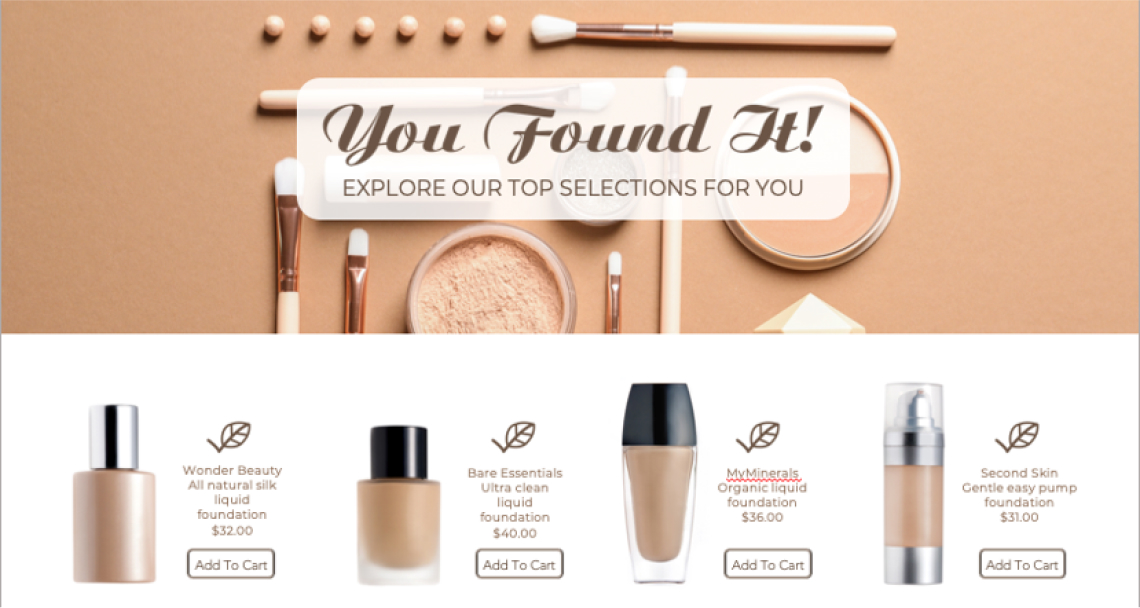 You Found It!
EXPLORE OUR TOP SELECTIONS FOR YOU
Wonder Beauty
All natural silk
liquid
foundation
$32.00
Add To Cart
Bare Essentials
Ultra clean
liquid
foundation
$40.00
Add To Cart
MyMinerals
Organic liquid
foundation
$36.00
Add To Cart
Second Skin
Gentle easy pump
foundation
$31.00
Add To Cart